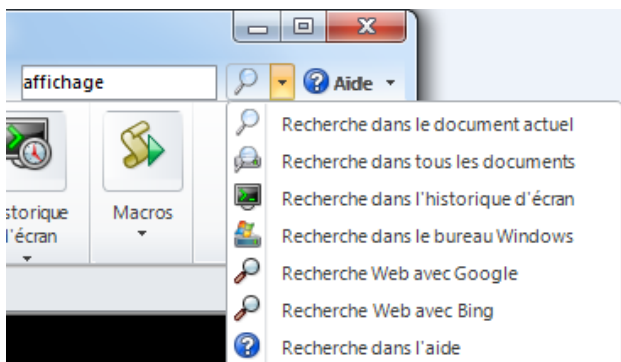 affichage
Aide
Recherche dans le document actuel
Recherche dans tous les documents
Recherche dans l'historique d'écran
Recherche dans le bureau Windows
Recherche Web avec Google
Recherche Web avec Bing
Recherche dans l'aide
storique
l'écran
Macros